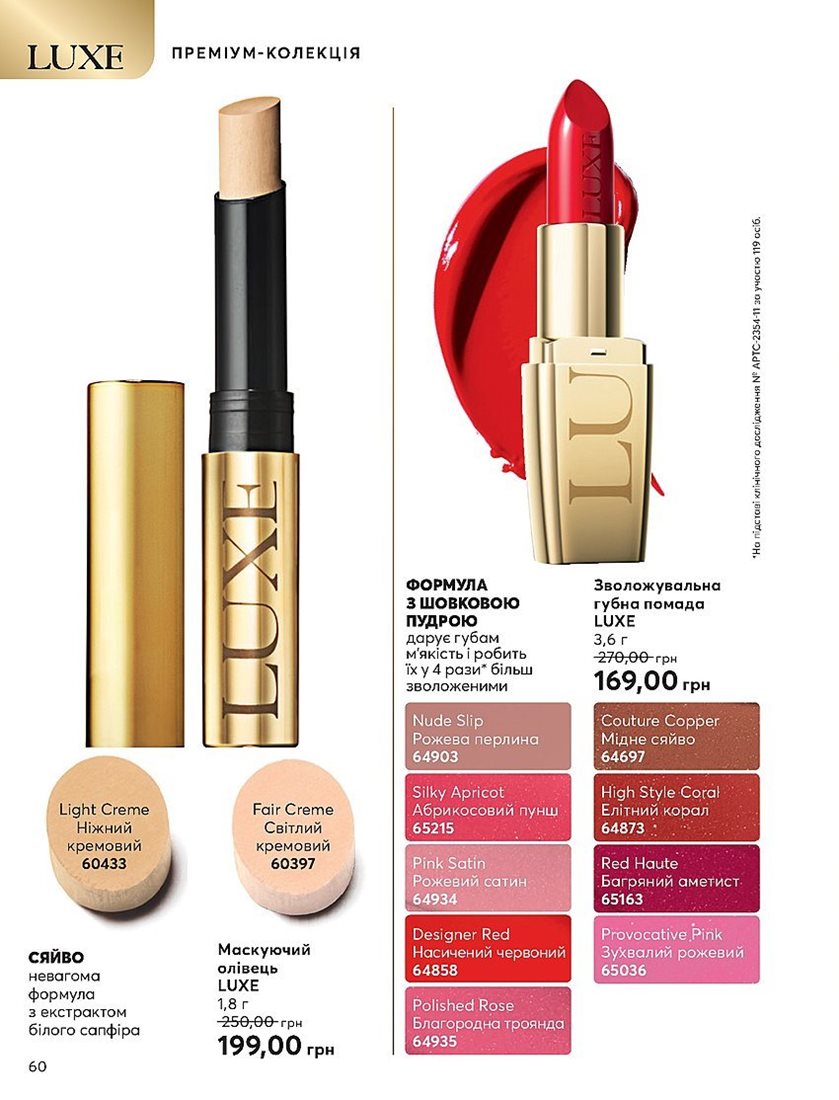 LUXE
ПРЕМІУМ-КОЛЕКЦІЯ
LUXE
LUXE
LU
*На підставі клінічного дослідження № APTC-2354-11 за участю 119 осіб.
Light Creme
Ніжний
кремовий
60433
Fair Creme
Світлий
кремовий
60397
СЯЙВО
невагома
формула
з екстрактом
білого сапфіра
Маскуючий
олівець
LUXE
1,8 г
250,00 грн
199,00 грн
ФОРМУЛА
З ШОВКОВОЮ
ПУДРОЮ
дарує губам
м'якість і робить
їх у 4 рази* більш
зволоженими
Зволожувальна
губна помада
LUXE
3,6 г
270,00 грн
169,00 грн
Nude Slip
Рожева перлина
64903
Silky Apricot
Абрикосовий пунш
65215
Pink Satin
Рожевий сатин
64934
Designer Red
Насичений червоний
64858
Polished Rose
Благородна троянда
64935
Couture Copper
Мідне сяйво
64697
High Style Coral
Елітний корал
64873
Red Haute
Багряний аметист
65163
Provocative Pink
Зухвалий рожевий
65036
60